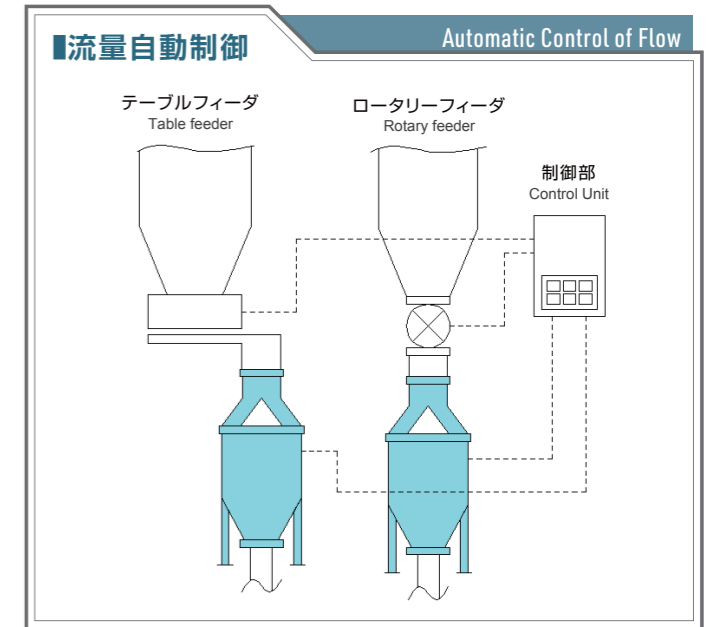 ▮流量自動制御
Automatic Control of Flow
テーブルフィーダ
Table feeder
ロータリーフィーダ
Rotary feeder
制御部
Control Unit